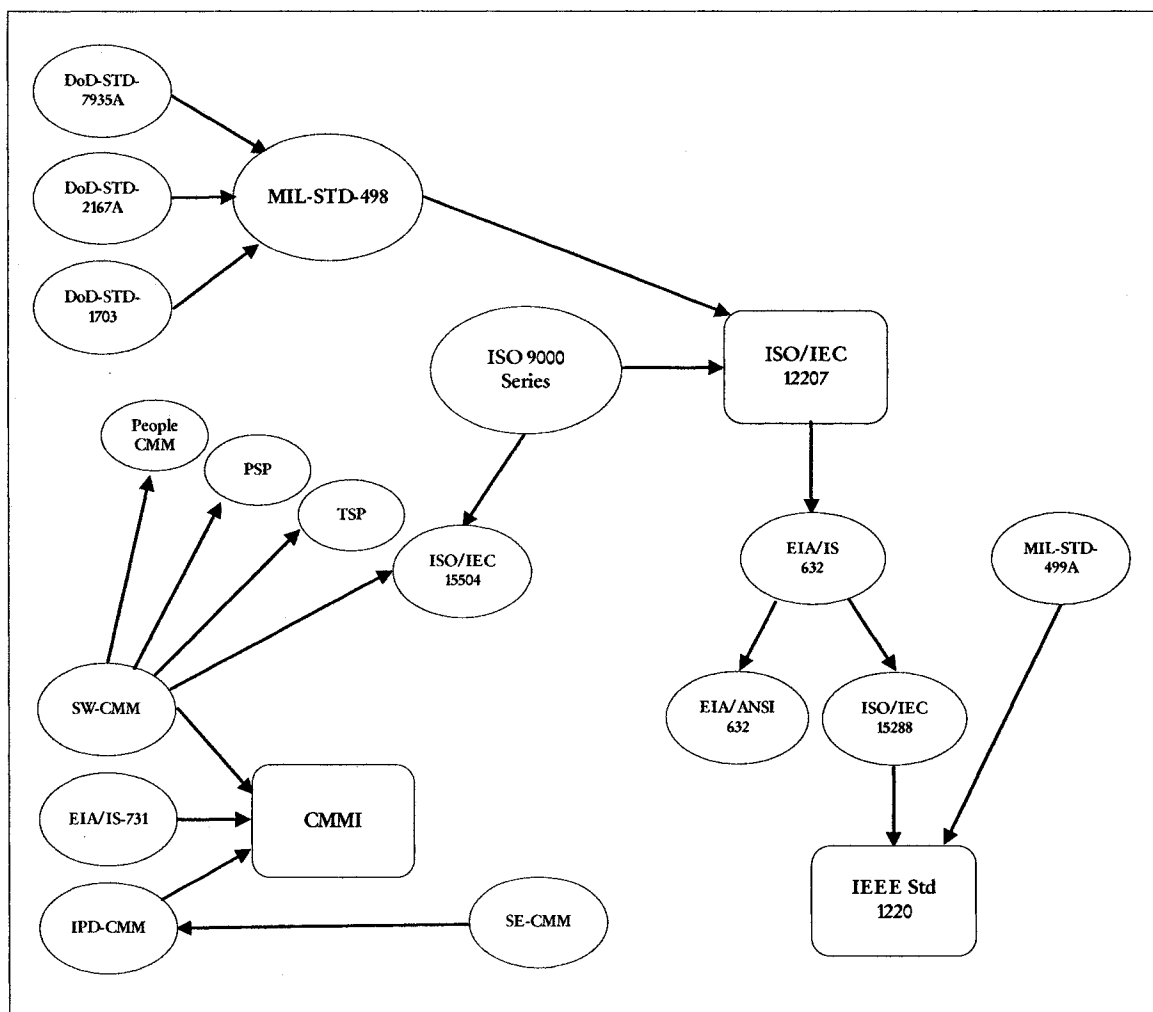 DoD-STD-
7935A
DoD-STD-
2167A
MIL-STD-498
DoD-STD-
1703
ISO 9000
Series
ISO/IEC
12207
People
CMM
PSP
TSP
ISO/IEC
15504
EIA/IS
632
MIL-STD-
499A
SW-CMM
EIA/ANSI
632
ISO/IEC
15288
EIA/IS-731
CMMI
IPD-CMM
SE-CMM
IEEE Std
1220